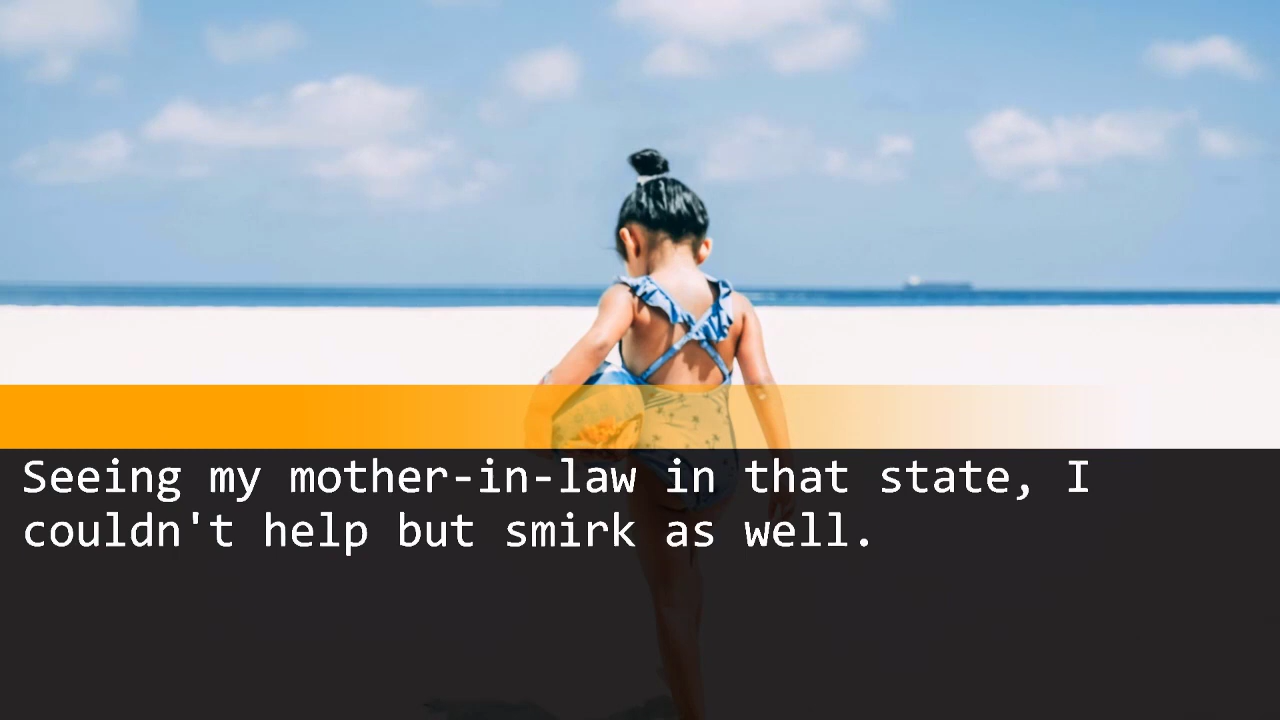 Seeing my mother-in-law in that state, I
couldn't help but smirk as well.